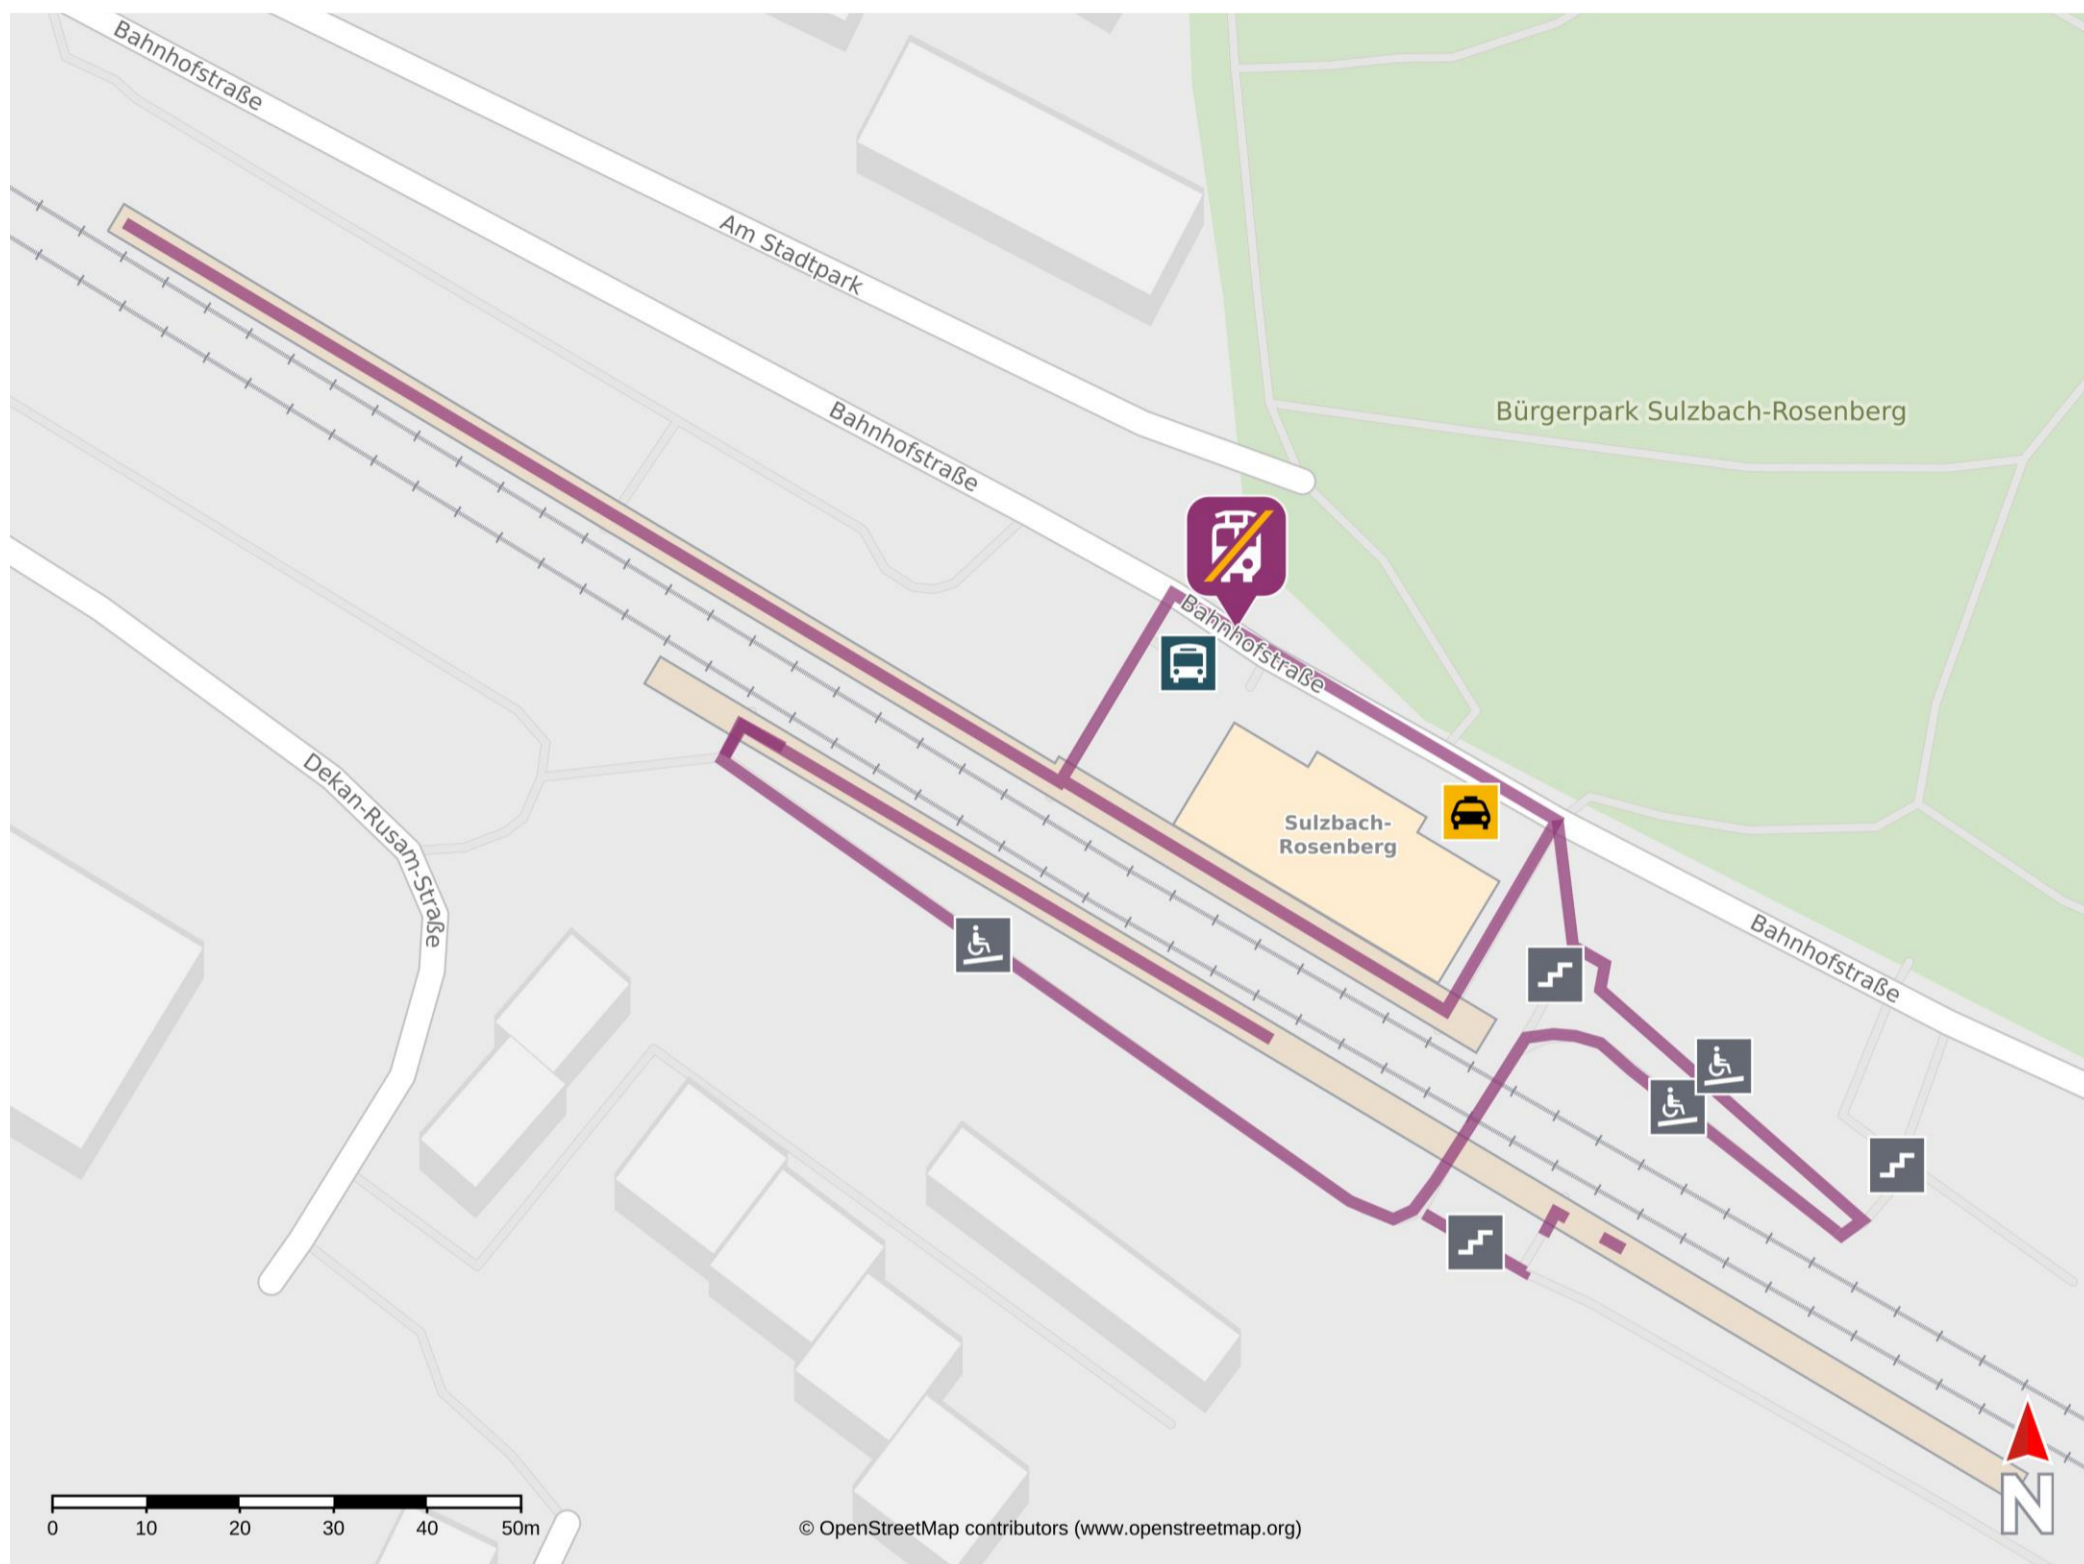 Bahnhofstraße
Am Stadtpark
Bahnhofstraße
Bürgerpark Sulzbach-Rosenberg
Bahnhofstraße
Dekan-Rusam-Straße
Sulzbach-
Rosenberg
Bahnhofstraße
N
0 10 20 30 40 50m
© OpenStreetMap contributors (www.openstreetmap.org)